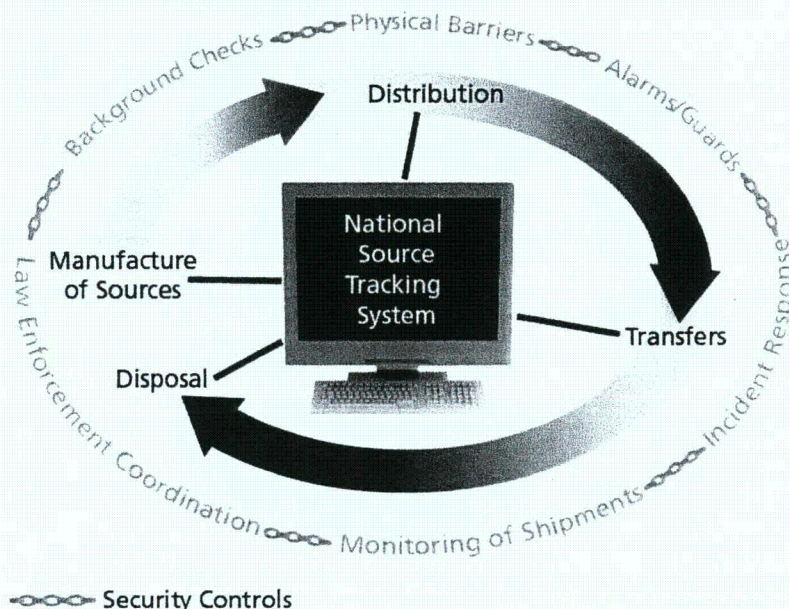 Background Checks
Physical Barriers
Alarms/Guards
Incident Response
Monitoring of Shipments
Law Enforcement Coordination
Distribution
National
Source
Tracking
System
Manufacture
of Sources
Transfers
Disposal
Security Controls